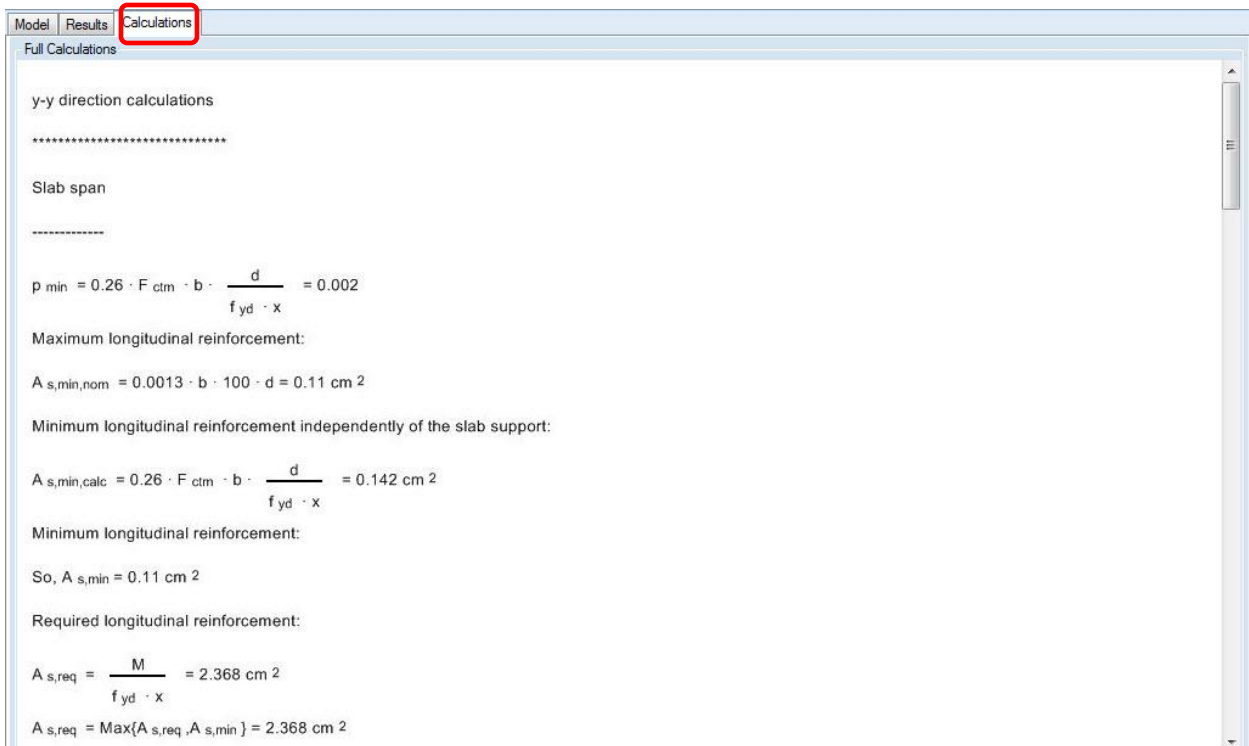 Model Results Calculations
Full Calculations
y-y direction calculations
******************************
Slab span
-------------
p min = 0.26 · F ctm · b · d / f yd · x = 0.002
Maximum longitudinal reinforcement:
A s,min,nom = 0.0013 · b · 100 · d = 0.11 cm 2
Minimum longitudinal reinforcement independently of the slab support:
A s,min,calc = 0.26 · F ctm · b · d / f yd · x = 0.142 cm 2
Minimum longitudinal reinforcement:
So, A s,min = 0.11 cm 2
Required longitudinal reinforcement:
A s,req = M / f yd · x = 2.368 cm 2
A s,req = Max{A s,req ,A s,min } = 2.368 cm 2